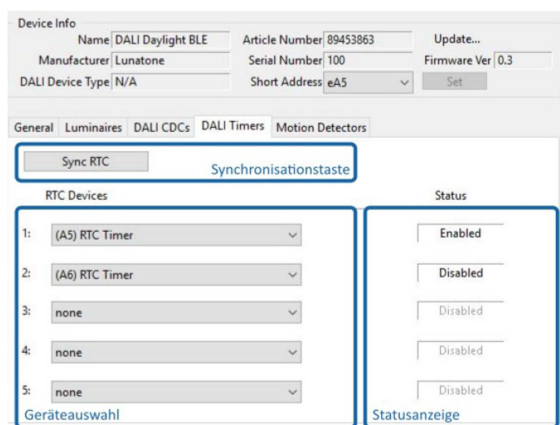 Device Info
Name DALI Daylight BLE Article Number 89453863 Update...
Manufacturer Lunatone Serial Number 100 Firmware Ver 0.3
DALI Device Type N/A Short Address eA5 Set
General Luminaires DALI CDCs DALI Timers Motion Detectors
Sync RTC Synchronisationstaste
RTC Devices Status
1: (A5) RTC Timer Enabled
2: (A6) RTC Timer Disabled
3: none Disabled
4: none Disabled
5: none Disabled
Geräteauswahl Statusanzeige